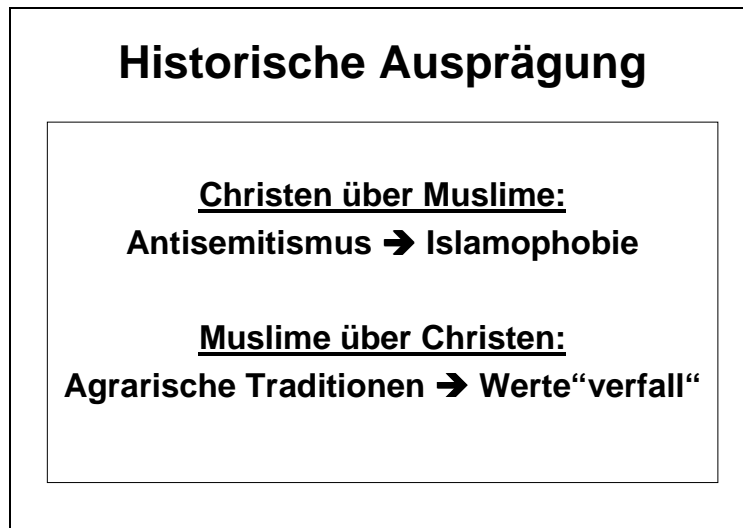 Historische Ausprägung
Christen über Muslime:
Antisemitismus ➔ Islamophobie
Muslime über Christen:
Agrarische Traditionen ➔ Werte“verfall“